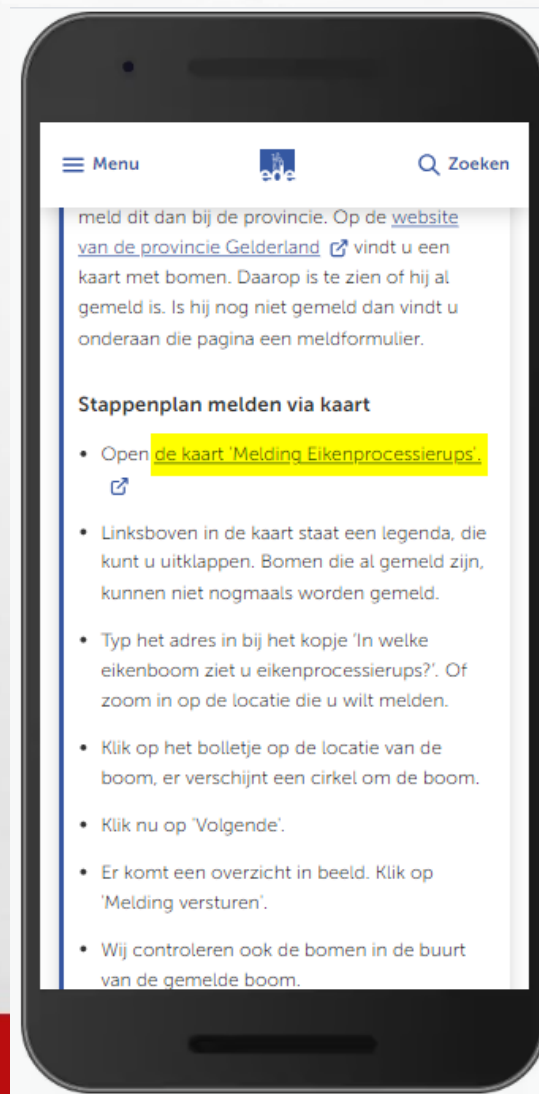 Menu
ede
Zoeken
meld dit dan bij de provincie. Op de website
van de provincie Gelderland vindt u een
kaart met bomen. Daarop is te zien of hij al
gemeld is. Is hij nog niet gemeld dan vindt u
onderaan die pagina een meldformulier.
Stappenplan melden via kaart
• Open de kaart 'Melding Eikenprocessierups'.
• Linksboven in de kaart staat een legenda, die
kunt u uitklappen. Bomen die al gemeld zijn,
kunnen niet nogmaals worden gemeld.
• Typ het adres in bij het kopje 'In welke
eikenboom ziet u eikenprocessierups?'. Of
zoom in op de locatie die u wilt melden.
• Klik op het bolletje op de locatie van de
boom, er verschijnt een cirkel om de boom.
• Klik nu op 'Volgende'.
• Er komt een overzicht in beeld. Klik op
'Melding versturen'.
• Wij controleren ook de bomen in de buurt
van de gemelde boom.